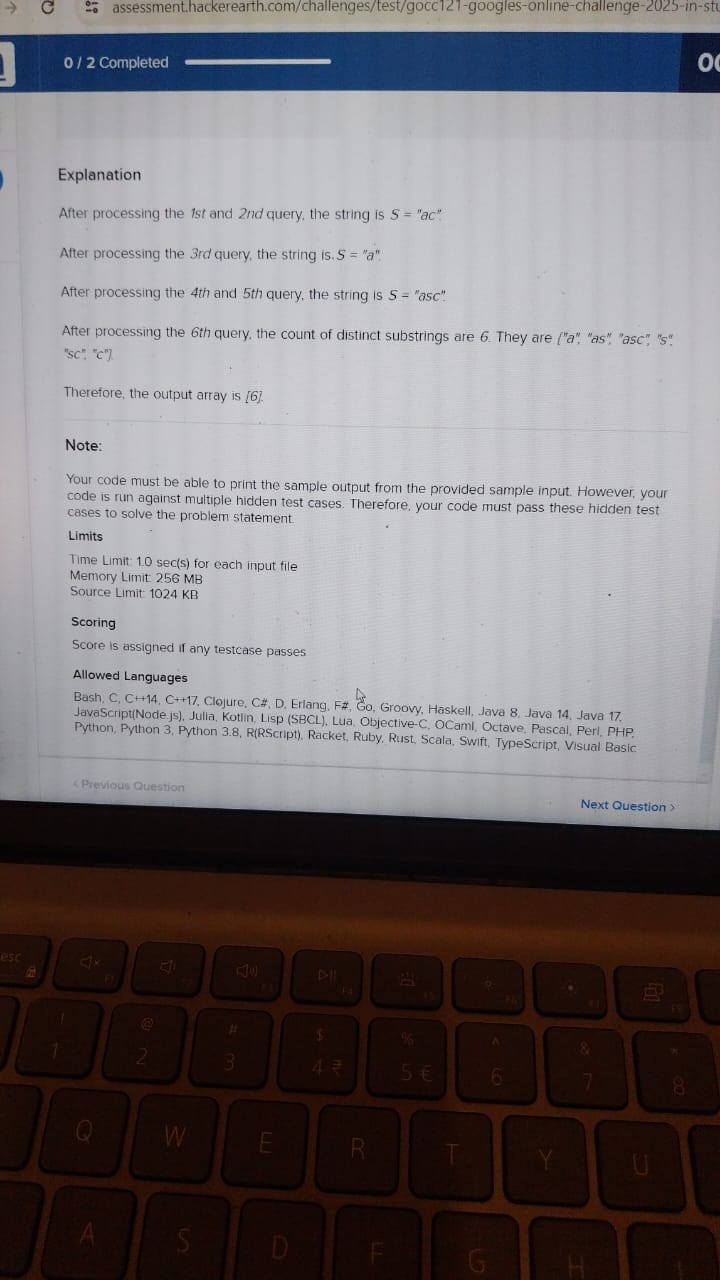 assessment.hackerearth.com/challenges/test/gocc121-googles-online-challenge-2025-in-stu
0 / 2 Completed
Explanation
After processing the 1st and 2nd query, the string is S = "ac".
After processing the 3rd query, the string is. S = "a".
After processing the 4th and 5th query, the string is S = "asc".
After processing the 6th query, the count of distinct substrings are 6. They are {"a", "as", "asc", "s",
"sc", "c"}.
Therefore, the output array is [6].
Note:
Your code must be able to print the sample output from the provided sample input. However, your
code is run against multiple hidden test cases. Therefore, your code must pass these hidden test
cases to solve the problem statement.
Limits
Time Limit: 1.0 sec(s) for each input file
Memory Limit: 256 MB
Source Limit: 1024 KB
Scoring
Score is assigned if any testcase passes
Allowed Languages
Bash, C, C++14, C++17, Clojure, C#, D, Erlang, F#, Go, Groovy, Haskell, Java 8, Java 14, Java 17,
JavaScript(Node.js), Julia, Kotlin, Lisp (SBCL), Lua, Objective-C, OCaml, Octave, Pascal, Perl, PHP,
Python, Python 3, Python 3.8, R(RScript), Racket, Ruby, Rust, Scala, Swift, TypeScript, Visual Basic
< Previous Question
Next Question >
esc
! @ # $ % ^ & *
1 2 3 4 ₹ 5 € 6 7 8
Q W E R T Y U
A S D F G H